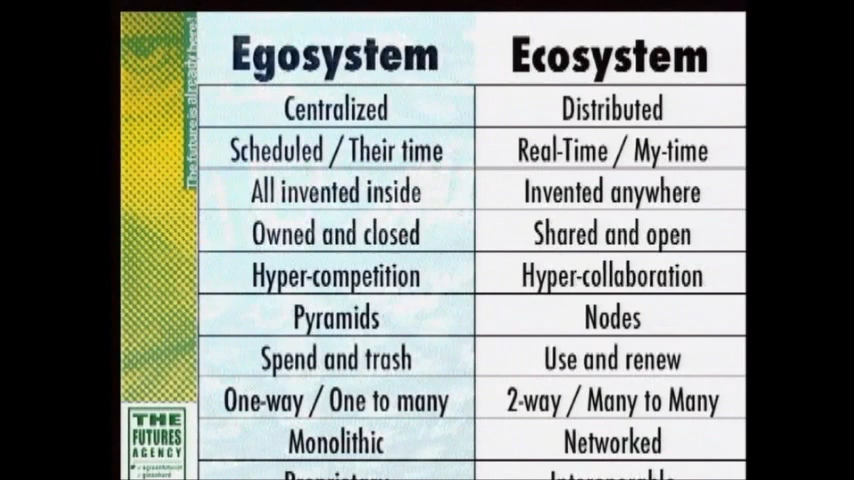 The future is already here!
Egosystem Ecosystem
Centralized Distributed
Scheduled / Their time Real-Time / My-time
All invented inside Invented anywhere
Owned and closed Shared and open
Hyper-competition Hyper-collaboration
Pyramids Nodes
Spend and trash Use and renew
One-way / One to many 2-way / Many to Many
Monolithic Networked
Proprietary Interoperable
THE
FUTURES
AGENCY